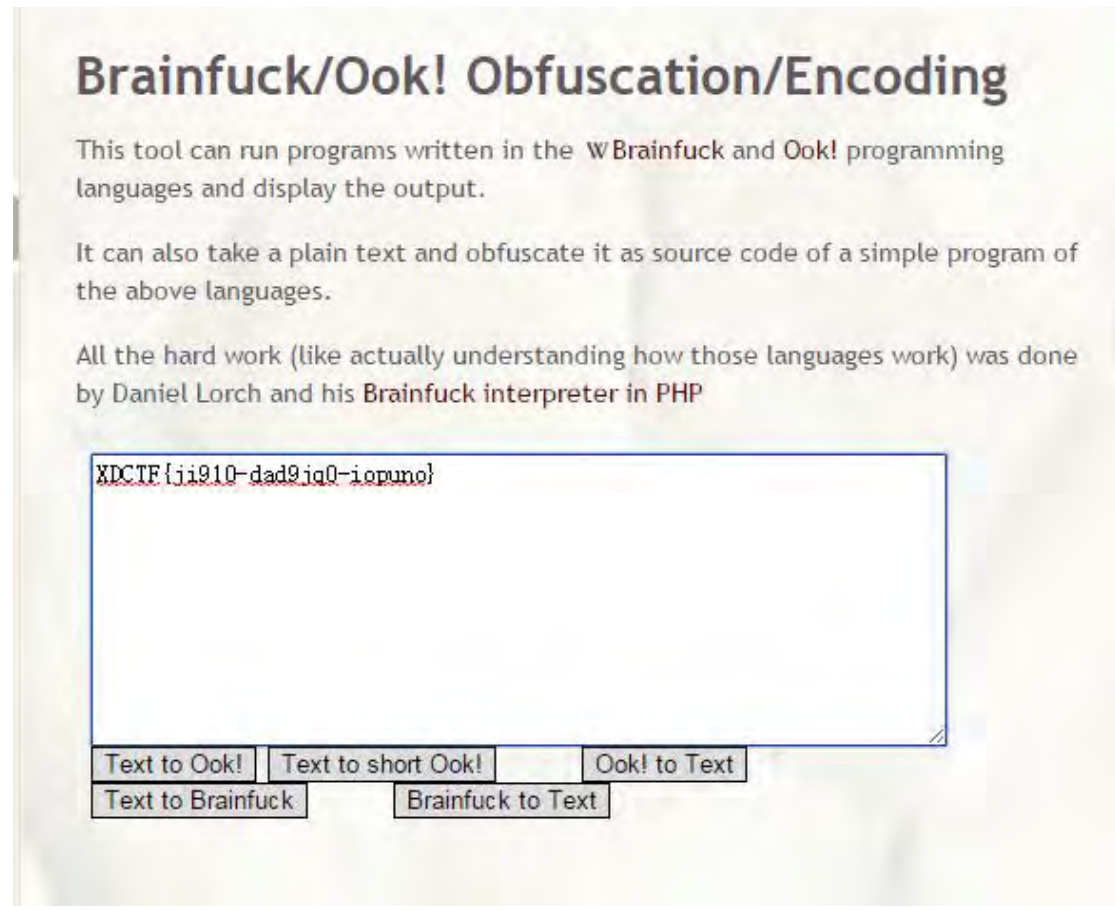 Brainfuck/Ook! Obfuscation/Encoding
This tool can run programs written in the W Brainfuck and Ook! programming
languages and display the output.
It can also take a plain text and obfuscate it as source code of a simple program of
the above languages.
All the hard work (like actually understanding how those languages work) was done
by Daniel Lorch and his Brainfuck interpreter in PHP
XDCTF{ji910-dad9jq0-iopuno}
Text to Ook! Text to short Ook! Ook! to Text
Text to Brainfuck Brainfuck to Text